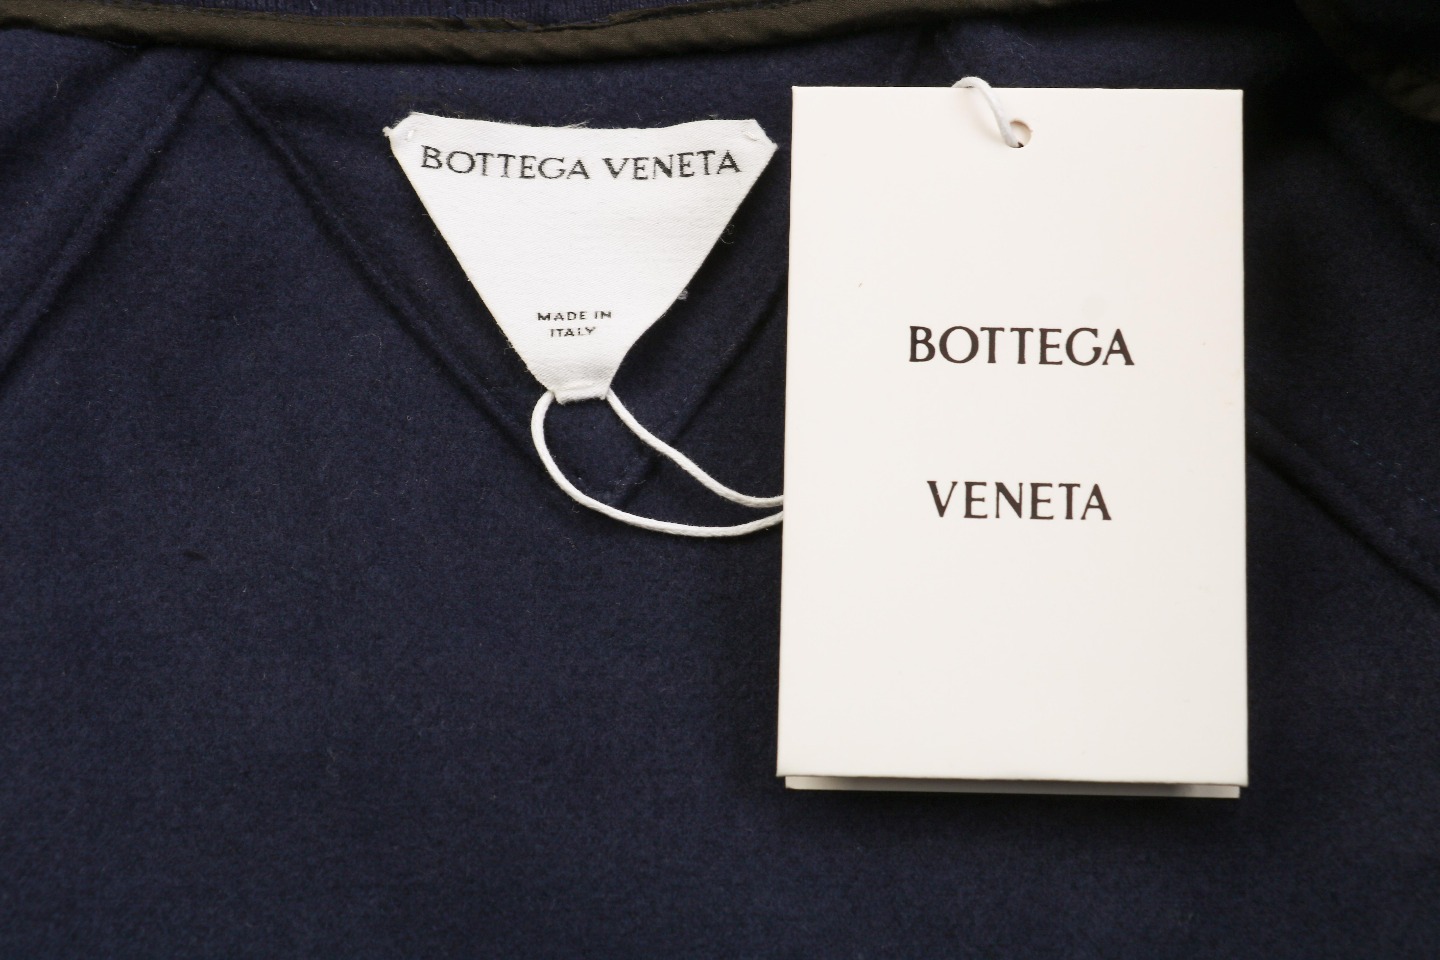 BOTTEGA VENETA
MADE IN
ITALY
BOTTEGA
VENETA